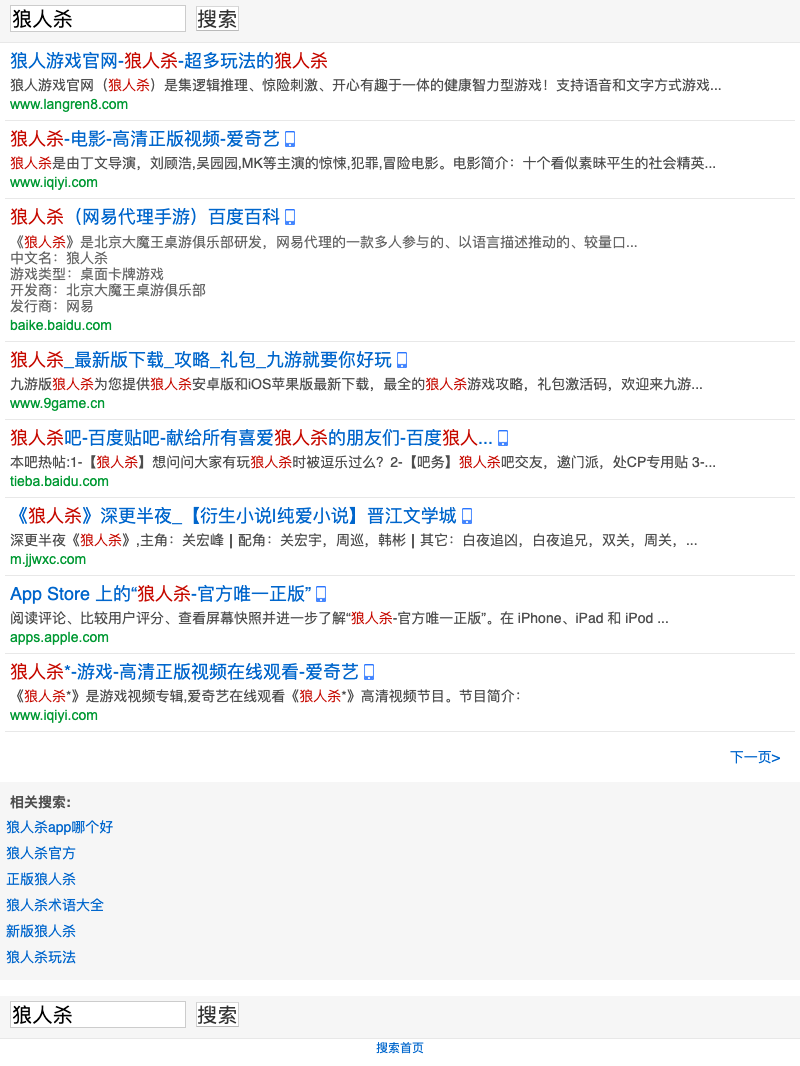 狼人杀 搜索
狼人游戏官网-狼人杀-超多玩法的狼人杀
狼人游戏官网（狼人杀）是集逻辑推理、惊险刺激、开心有趣于一体的健康智力型游戏！支持语音和文字方式游戏...
www.langren8.com
狼人杀-电影-高清正版视频-爱奇艺
狼人杀是由丁文导演，刘顾浩,吴园园,MK等主演的惊悚,犯罪,冒险电影。电影简介：十个看似素昧平生的社会精英...
www.iqiyi.com
狼人杀（网易代理手游）百度百科
《狼人杀》是北京大魔王桌游俱乐部研发，网易代理的一款多人参与的、以语言描述推动的、较量口...
中文名：狼人杀
游戏类型：桌面卡牌游戏
开发商：北京大魔王桌游俱乐部
发行商：网易
baike.baidu.com
狼人杀_最新版下载_攻略_礼包_九游就要你好玩
九游版狼人杀为您提供狼人杀安卓版和iOS苹果版最新下载，最全的狼人杀游戏攻略，礼包激活码，欢迎来九游...
www.9game.cn
狼人杀吧-百度贴吧-献给所有喜爱狼人杀的朋友们-百度狼人...
本吧热帖:1-【狼人杀】想问问大家有玩狼人杀时被逗乐过么？2-【吧务】狼人杀吧交友，邀门派，处CP专用贴 3-...
tieba.baidu.com
《狼人杀》深更半夜_【衍生小说|纯爱小说】晋江文学城
深更半夜《狼人杀》,主角：关宏峰 ┃ 配角：关宏宇，周巡，韩彬 ┃ 其它：白夜追凶，白夜追兄，双关，周关，...
m.jjwxc.com
App Store 上的“狼人杀-官方唯一正版”
阅读评论、比较用户评分、查看屏幕快照并进一步了解“狼人杀-官方唯一正版”。在 iPhone、iPad 和 iPod ...
apps.apple.com
狼人杀*-游戏-高清正版视频在线观看-爱奇艺
《狼人杀*》是游戏视频专辑,爱奇艺在线观看《狼人杀*》高清视频节目。节目简介：
www.iqiyi.com
下一页>
相关搜索:
狼人杀app哪个好
狼人杀官方
正版狼人杀
狼人杀术语大全
新版狼人杀
狼人杀玩法
狼人杀 搜索
搜索首页